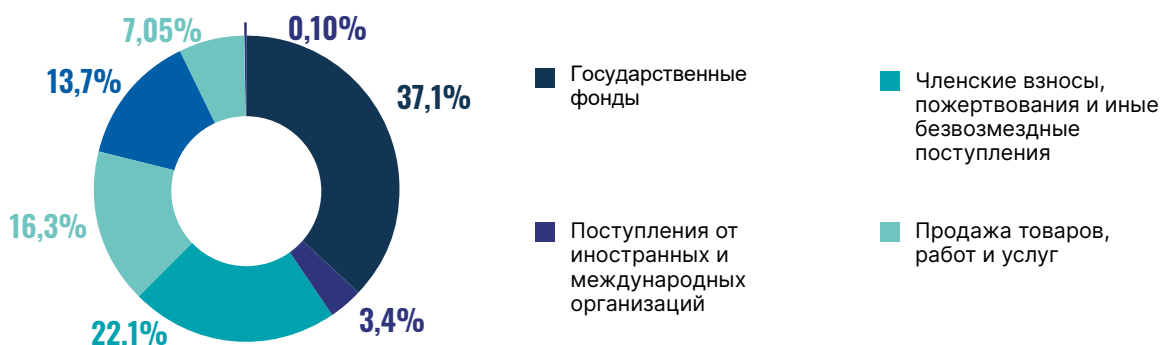 7,05%
0,10%
13,7%
37,1%
16,3%
22,1%
3,4%
Государственные
фонды
Членские взносы,
пожертвования и иные
безвозмездные
поступления
Поступления от
иностранных и
международных
организаций
Продажа товаров,
работ и услуг